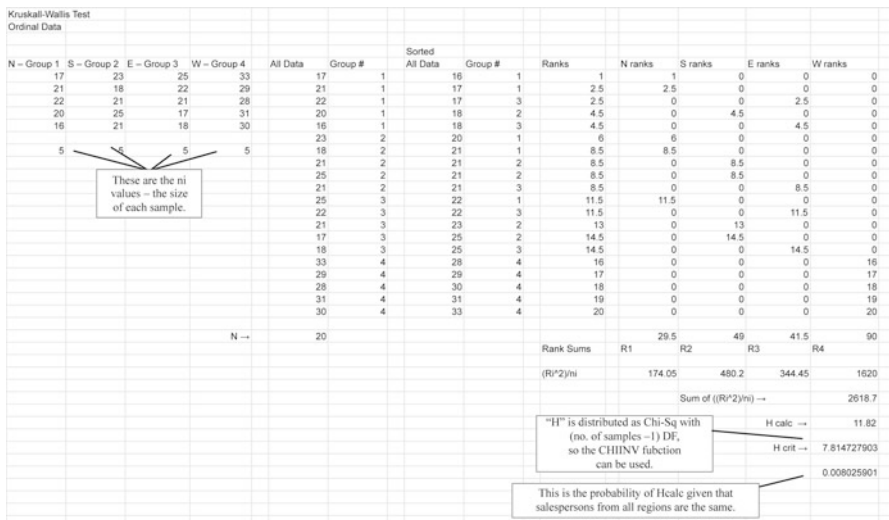 Kruskall-Wallis Test
Ordinal Data
Sorted
N – Group 1 S – Group 2 E – Group 3 W – Group 4 All Data Group # All Data Group # Ranks N ranks S ranks E ranks W ranks
17 23 25 33 17 1 16 1 1 1 0 0 0
21 18 22 29 21 1 17 1 2.5 2.5 0 0 0
22 21 21 28 22 1 17 3 2.5 0 0 2.5 0
20 25 17 31 20 1 18 2 4.5 0 4.5 0 0
16 21 18 30 16 1 18 3 4.5 0 0 4.5 0
23 2 20 1 6 6 0 0 0
5 5 5 5 18 2 21 1 8.5 8.5 0 0 0
21 2 21 2 8.5 0 8.5 0 0
25 2 21 2 8.5 0 8.5 0 0
21 2 21 3 8.5 0 0 8.5 0
25 3 22 1 11.5 11.5 0 0 0
22 3 22 3 11.5 0 0 11.5 0
21 3 23 2 13 0 13 0 0
17 3 25 2 14.5 0 14.5 0 0
18 3 25 3 14.5 0 0 14.5 0
33 4 28 4 16 0 0 0 16
29 4 29 4 17 0 0 0 17
28 4 30 4 18 0 0 0 18
31 4 31 4 19 0 0 0 19
30 4 33 4 20 0 0 0 20
These are the ni
values – the size
of each sample.
N → 20 29.5 49 41.5 90
Rank Sums R1 R2 R3 R4
(Ri^2)/ni 174.05 480.2 344.45 1620
Sum of ((Ri^2)/ni) → 2618.7
"H" is distributed as Chi-Sq with
(no. of samples –1) DF,
so the CHIINV fubction
can be used.
H calc → 11.82
H crit → 7.814727903
0.008025901
This is the probability of Hcalc given that
salespersons from all regions are the same.